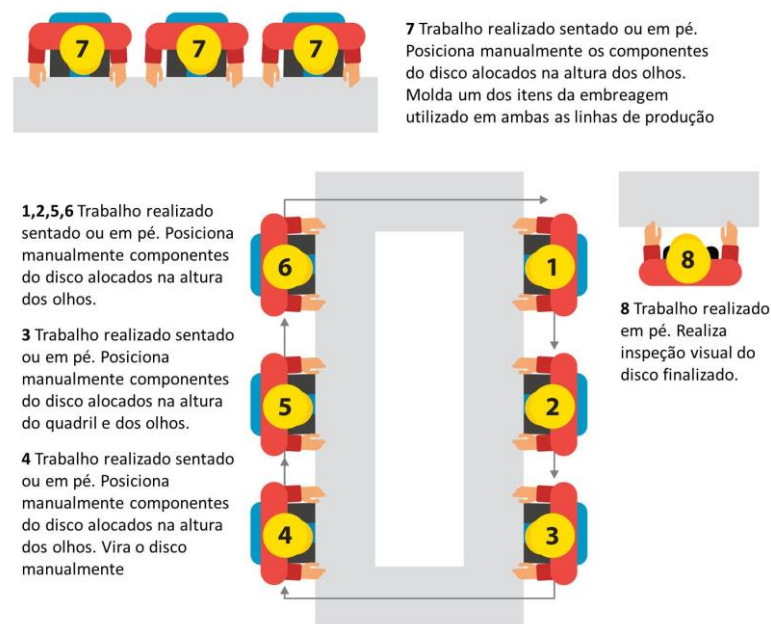 7 7 7
7 Trabalho realizado sentado ou em pé.
Posiciona manualmente os componentes
do disco alocados na altura dos olhos.
Molda um dos itens da embreagem
utilizado em ambas as linhas de produção
1,2,5,6 Trabalho realizado
sentado ou em pé. Posiciona
manualmente componentes
do disco alocados na altura
dos olhos.
3 Trabalho realizado sentado
ou em pé. Posiciona
manualmente componentes
do disco alocados na altura
do quadril e dos olhos.
4 Trabalho realizado sentado
ou em pé. Posiciona
manualmente componentes
do disco alocados na altura
dos olhos. Vira o disco
manualmente
6 1
5 2
4 3
8
8 Trabalho realizado
em pé. Realiza
inspeção visual do
disco finalizado.